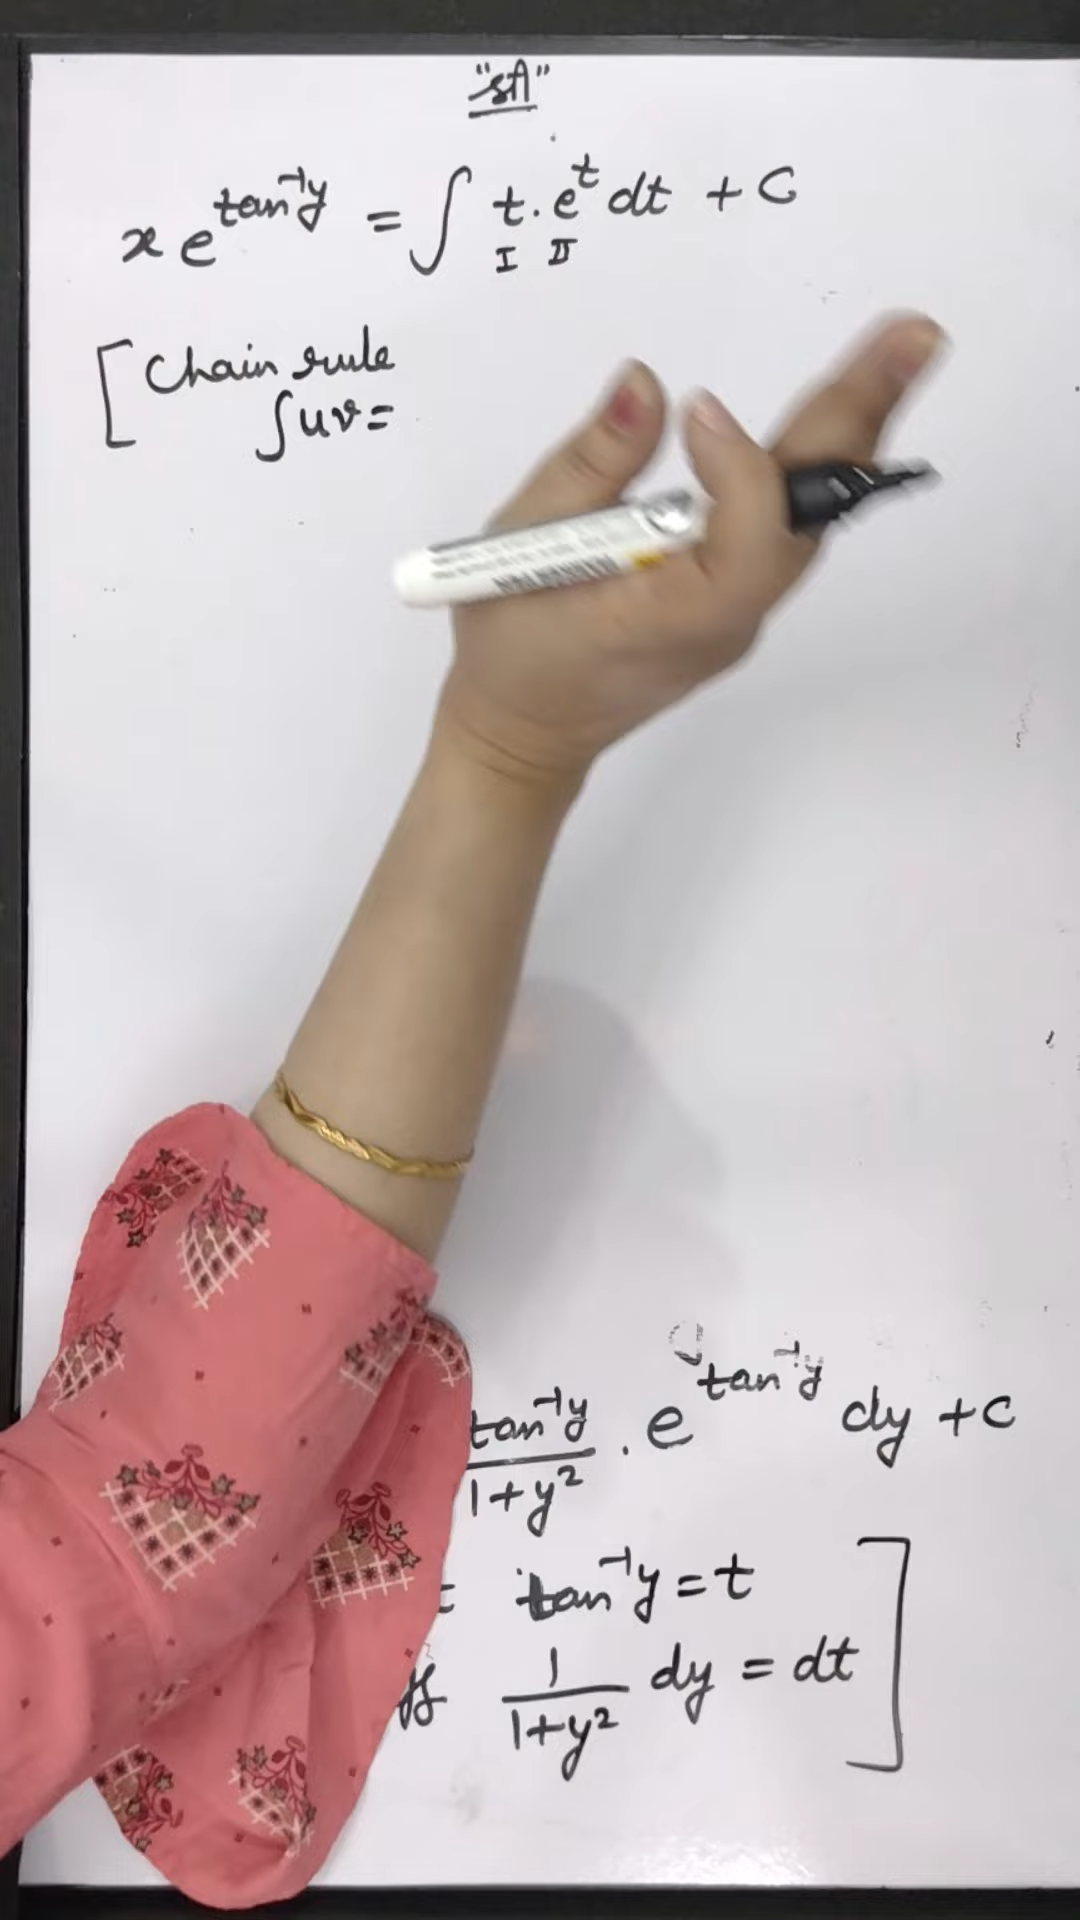 "श्री"
x e^{tan⁻¹y} = ∫ t . e^t dt + C
I II
[ Chain rule
∫uv=
tan⁻¹y / 1+y² . e^{tan⁻¹y} dy + c
tan⁻¹y = t
1 / 1+y² dy = dt ]